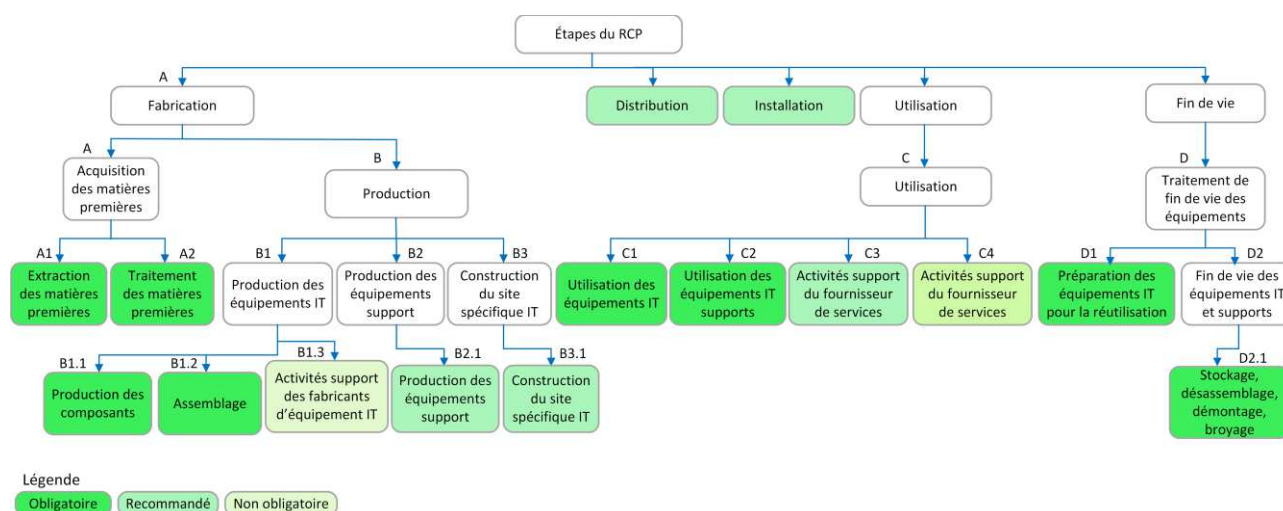 Étapes du RCP
A
Fabrication
Distribution
Installation
Utilisation
Fin de vie
A
Acquisition
des matières
premières
B
Production
C
Utilisation
D
Traitement de
fin de vie des
équipements
A1
Extraction
des matières
premières
A2
Traitement
des matières
premières
B1
Production des
équipements IT
B2
Production des
équipements
support
B3
Construction
du site
spécifique IT
C1
Utilisation des
équipements IT
C2
Utilisation des
équipements IT
supports
C3
Activités support
du fournisseur
de services
C4
Activités support
du fournisseur
de services
D1
Préparation des
équipements IT
pour la réutilisation
D2
Fin de vie des
équipements IT
et supports
B1.1
Production des
composants
B1.2
Assemblage
B1.3
Activités support
des fabricants
d'équipement IT
B2.1
Production des
équipements
support
B3.1
Construction
du site
spécifique IT
D2.1
Stockage,
désassemblage,
démontage,
broyage
Légende
Obligatoire
Recommandé
Non obligatoire